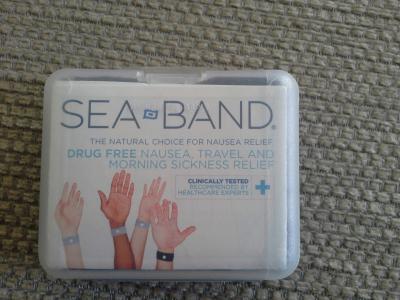 SEA BAND®
THE NATURAL CHOICE FOR NAUSEA RELIEF
DRUG FREE NAUSEA, TRAVEL AND
MORNING SICKNESS RELIEF
CLINICALLY TESTED
RECOMMENDED BY
HEALTHCARE EXPERTS